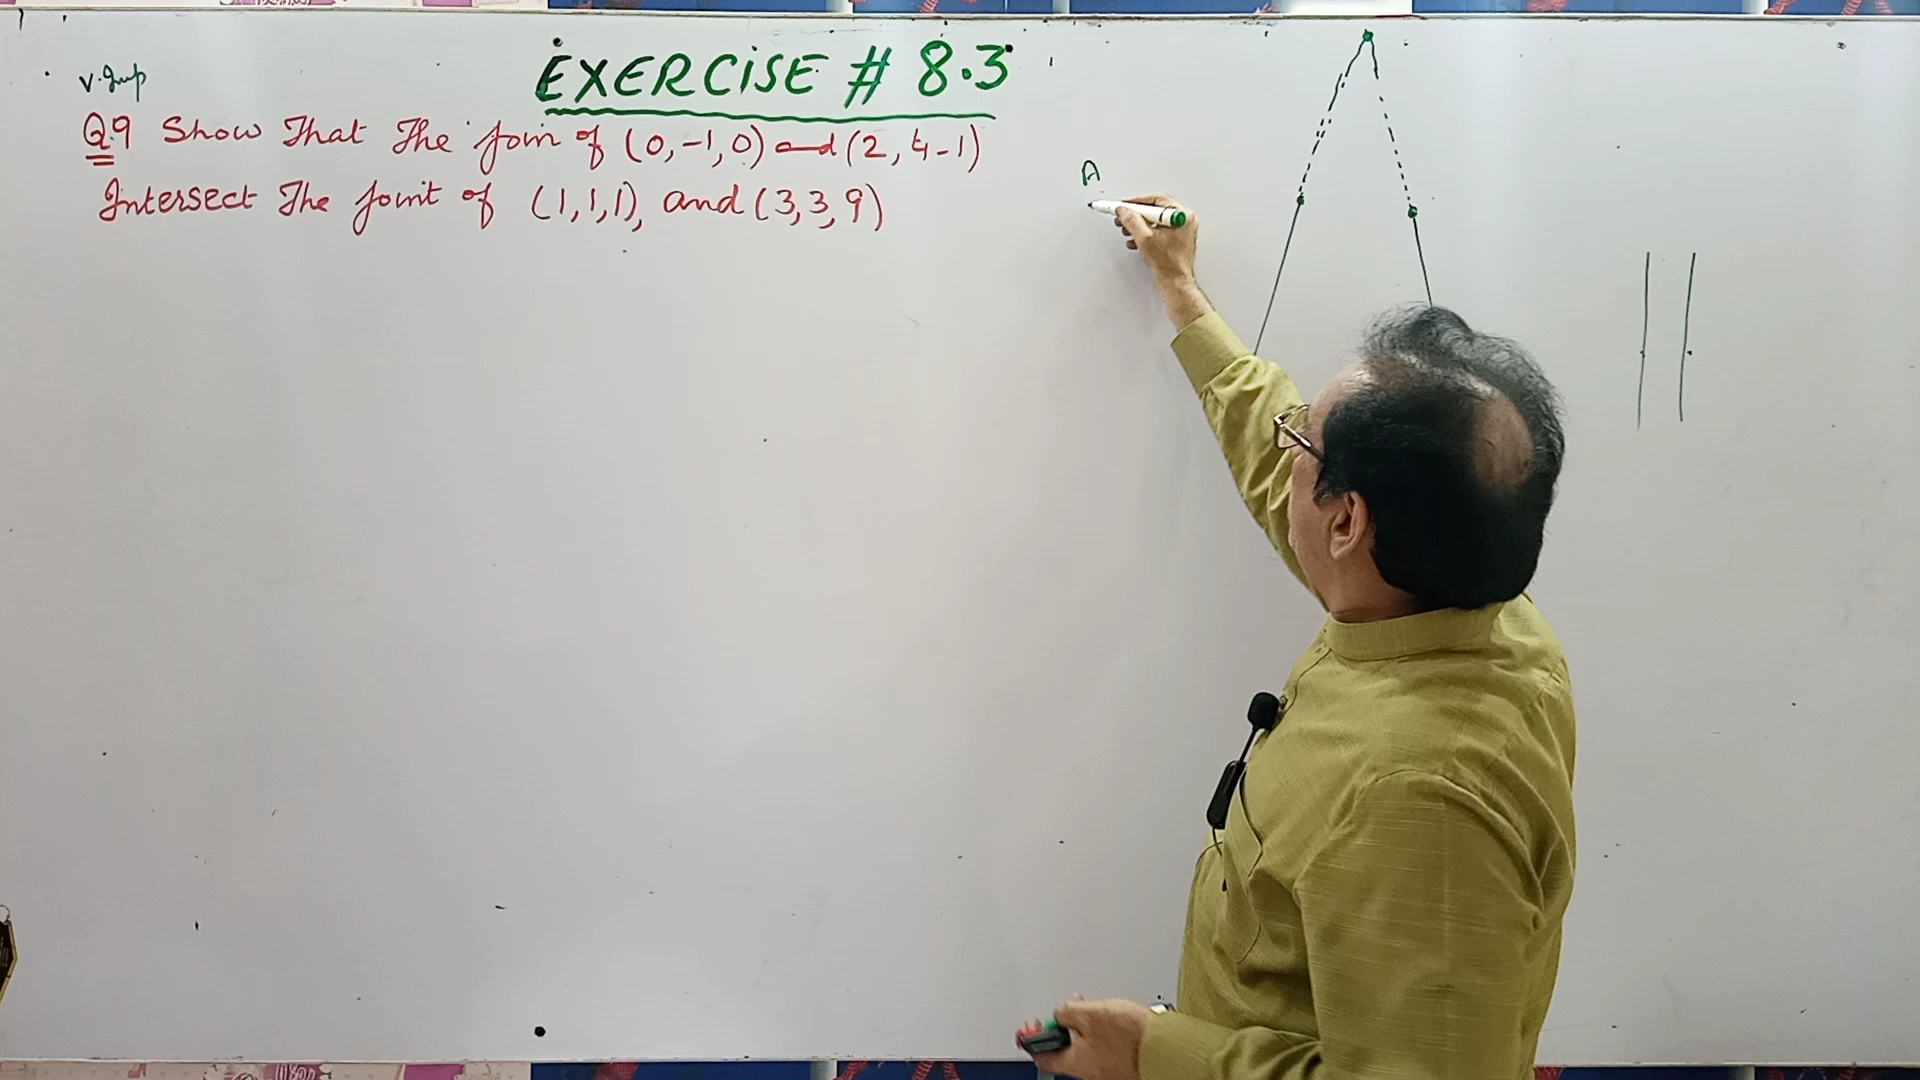 EXERCISE # 8.3
V.Imp
Q9 Show That The join of (0,-1,0) and (2,4-1)
Intersect The joint of (1,1,1), and (3,3,9)
A